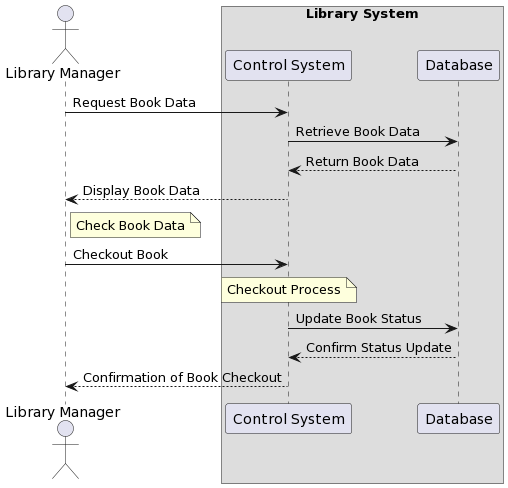 Library System
Library Manager
Control System
Database
Request Book Data
Retrieve Book Data
Return Book Data
Display Book Data
Check Book Data
Checkout Book
Checkout Process
Update Book Status
Confirm Status Update
Confirmation of Book Checkout
Library Manager
Control System
Database